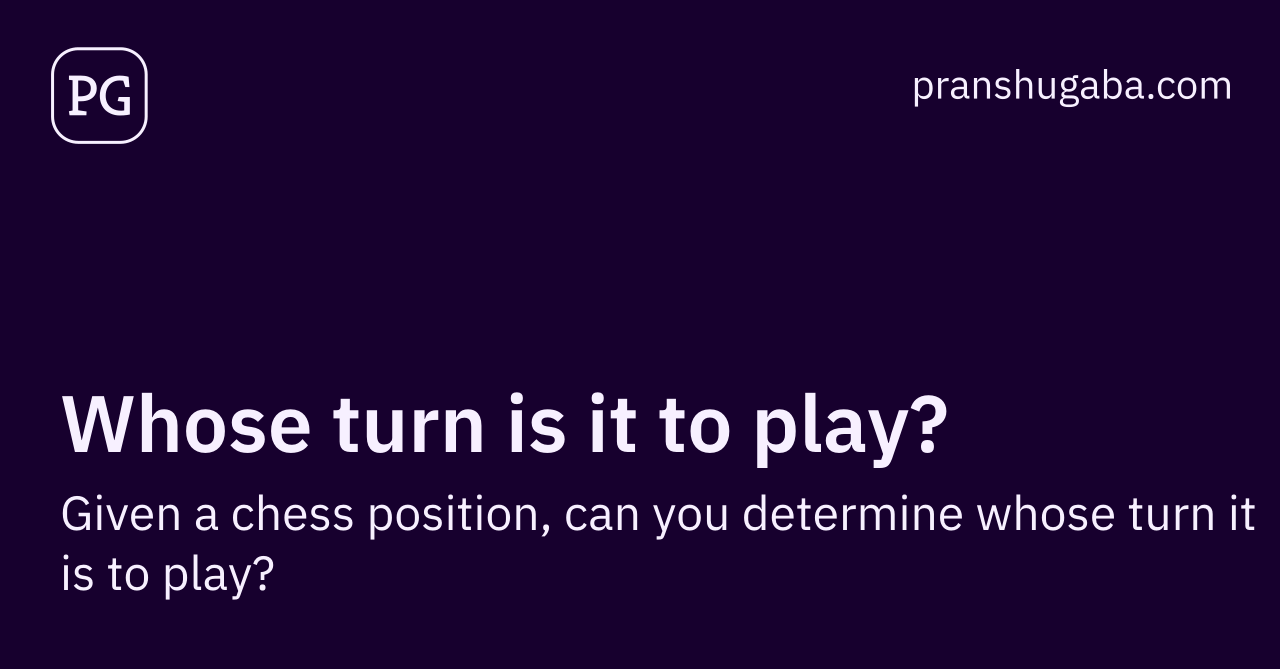 PG
pranshugaba.com
Whose turn is it to play?
Given a chess position, can you determine whose turn it
is to play?